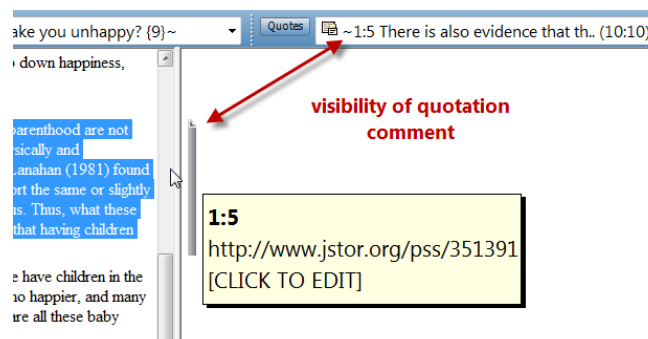 ake you unhappy? {9}~
Quotes
~1:5 There is also evidence that th.. (10:10)
down happiness,
visibility of quotation
comment
parenthood are not
sically and
Lanahan (1981) found
ort the same or slightly
ns. Thus, what these
that having children
1:5
http://www.jstor.org/pss/351391
[CLICK TO EDIT]
e have children in the
no happier, and many
are all these baby